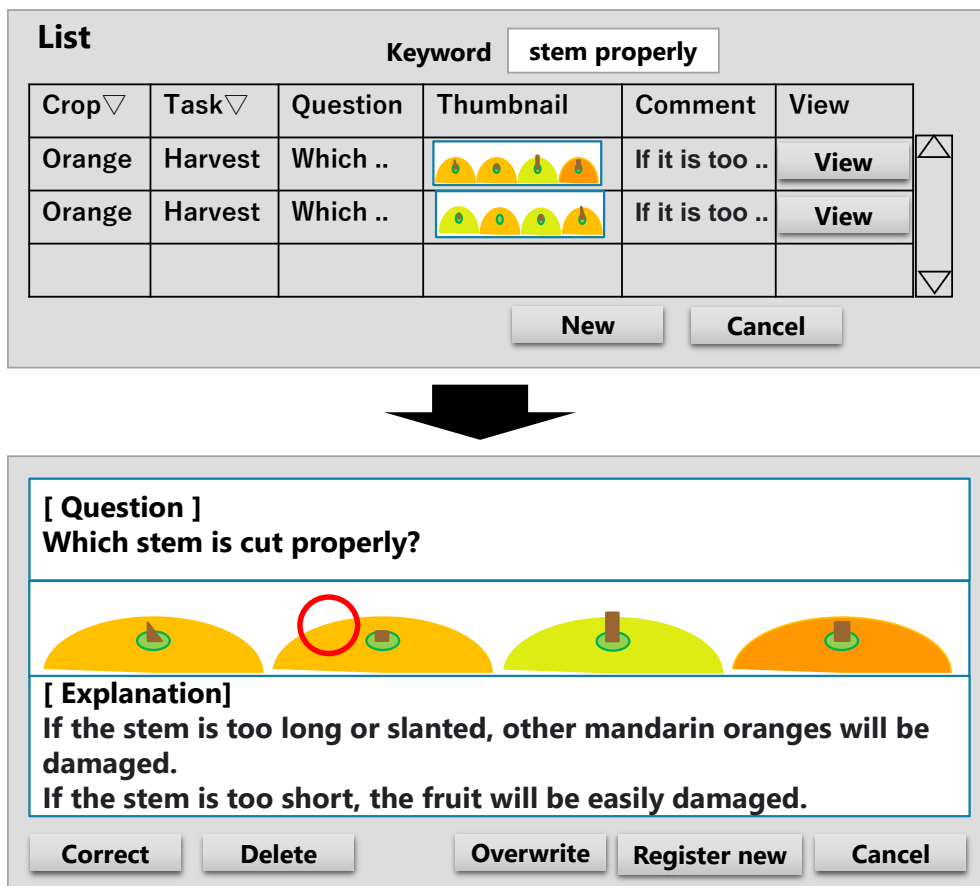 List
Keyword stem properly
Crop▽ Task▽ Question Thumbnail Comment View
Orange Harvest Which .. If it is too .. View
Orange Harvest Which .. If it is too .. View
New Cancel
[ Question ]
Which stem is cut properly?
[ Explanation]
If the stem is too long or slanted, other mandarin oranges will be
damaged.
If the stem is too short, the fruit will be easily damaged.
Correct Delete Overwrite Register new Cancel